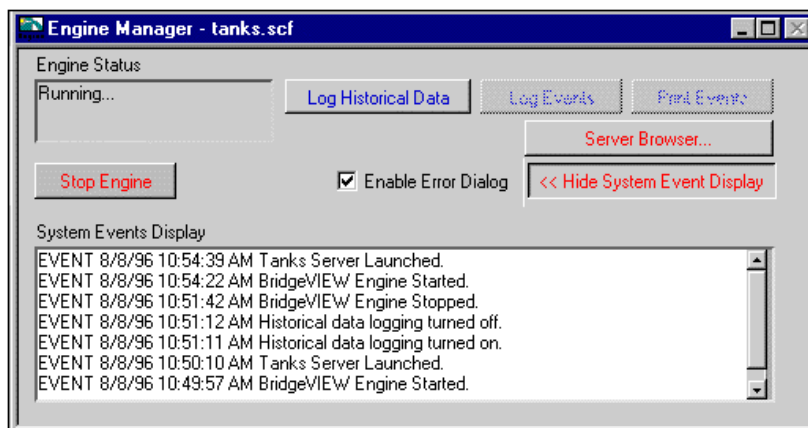 Engine Manager - tanks.scf
Engine Status
Running...
Log Historical Data
Log Events
Print Events
Server Browser...
Stop Engine
Enable Error Dialog
<< Hide System Event Display
System Events Display
EVENT 8/8/96 10:54:39 AM Tanks Server Launched.
EVENT 8/8/96 10:54:22 AM BridgeVIEW Engine Started.
EVENT 8/8/96 10:51:42 AM BridgeVIEW Engine Stopped.
EVENT 8/8/96 10:51:12 AM Historical data logging turned off.
EVENT 8/8/96 10:51:11 AM Historical data logging turned on.
EVENT 8/8/96 10:50:10 AM Tanks Server Launched.
EVENT 8/8/96 10:49:57 AM BridgeVIEW Engine Started.